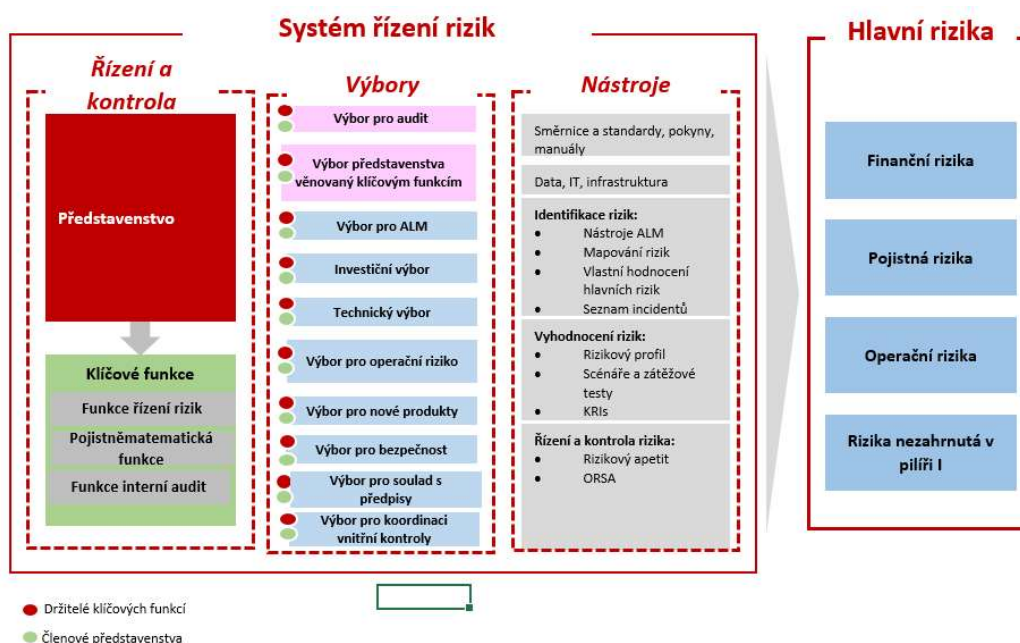 Systém řízení rizik
Hlavní rizika
Řízení a
kontrola
Představenstvo
Klíčové funkce
Funkce řízení rizik
Pojistněmatematická
funkce
Funkce interní audit
Výbory
Výbor pro audit
Výbor představenstva
věnovaný klíčovým funkcím
Výbor pro ALM
Investiční výbor
Technický výbor
Výbor pro operační riziko
Výbor pro nové produkty
Výbor pro bezpečnost
Výbor pro soulad s
předpisy
Výbor pro koordinaci
vnitřní kontroly
Nástroje
Směrnice a standardy, pokyny,
manuály
Data, IT, infrastruktura
Identifikace rizik:
• Nástroje ALM
• Mapování rizik
• Vlastní hodnocení
hlavních rizik
• Seznam incidentů
Vyhodnocení rizik:
• Rizikový profil
• Scénáře a zátěžové
testy
• KRIs
Řízení a kontrola rizika:
• Rizikový apetit
• ORSA
Finanční rizika
Pojistná rizika
Operační rizika
Rizika nezahrnutá v
pilíři I
Držitelé klíčových funkcí
Členové představenstva